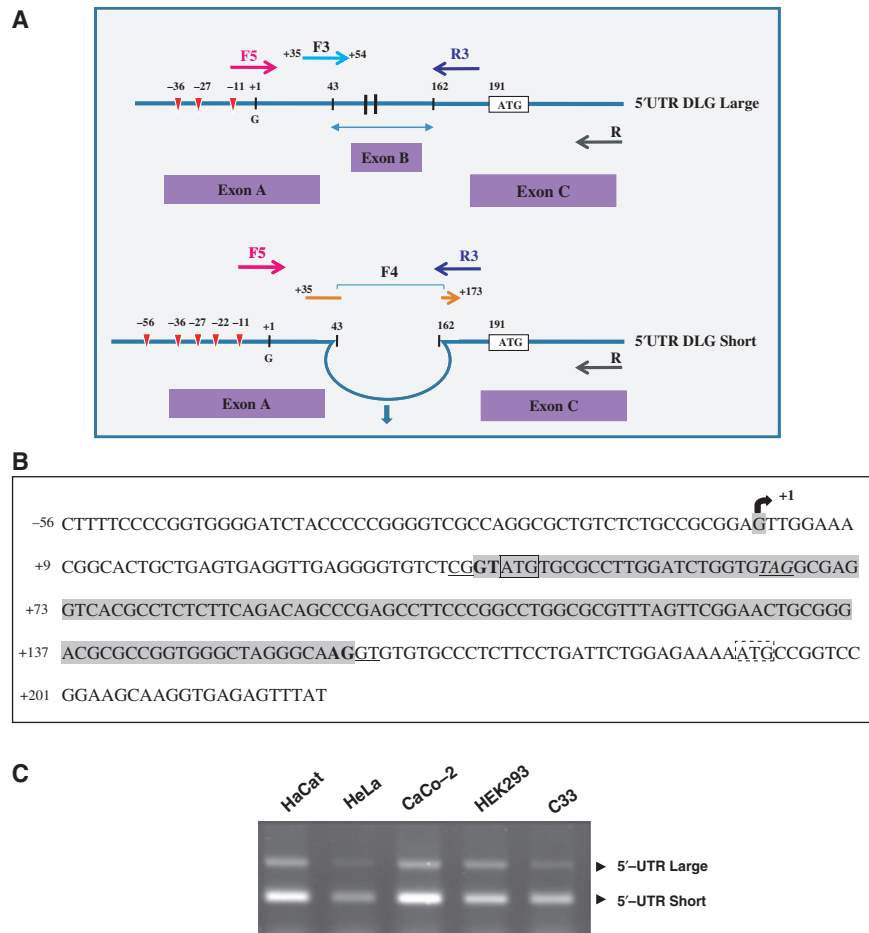 A
F5 +35 F3 +54 R3
–36 –27 –11 +1 43 162 191
G ATG 5′UTR DLG Large
R
Exon B
Exon A Exon C
F5 R3
F4
+35 +173
–56 –36 –27 –22 –11 +1 43 162 191
G ATG 5′UTR DLG Short
R
Exon A Exon C
B
+1
–56 CTTTTCCCCGGTGGGGATCTACCCCCGGGGTCGCCAGGCGCTGTCTCTGCCGCGGAGTTGGAAA
+9 CGGCACTGCTGAGTGAGGTTGAGGGGTGTCTCGGTATGTGCGCCTTGGATCTGGTGTAGGCGAG
+73 GTCACGCCTCTCTTCAGACAGCCCGAGCCTTCCCGGCCTGGCGCGTTTAGTTCGGAACTGCGGG
+137 ACGCGCCGGTGGGCTAGGGCAAGGTGTGTGCCCTCTTCCTGATTCTGGAGAAAAATGCCGGTCC
+201 GGAAGCAAGGTGAGAGTTTAT
C
HaCat HeLa CaCo–2 HEK293 C33
5′–UTR Large
5′–UTR Short